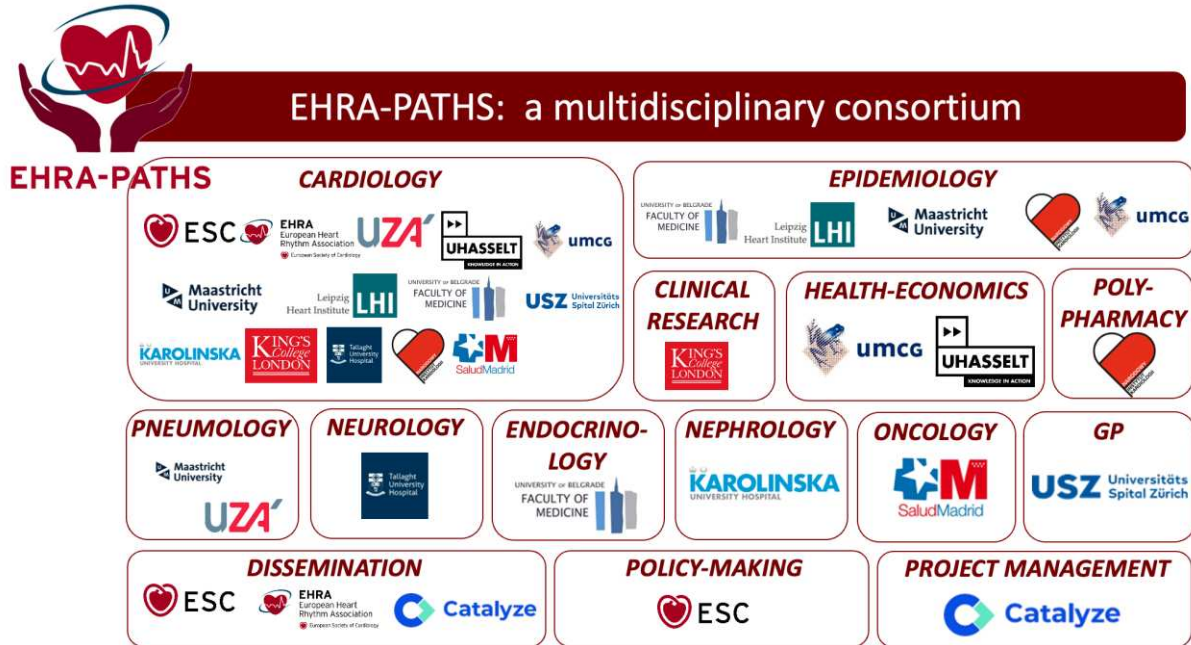 EHRA-PATHS: a multidisciplinary consortium
EHRA-PATHS
CARDIOLOGY
ESC
EHRA
European Heart
Rhythm Association
European Society of Cardiology
UZA'
UHASSELT
KNOWLEDGE IN ACTION
umcg
Maastricht
University
Leipzig
Heart Institute
LHI
UNIVERSITY OF BELGRADE
FACULTY OF
MEDICINE
USZ Universitäts
Spital Zürich
KAROLINSKA
UNIVERSITY HOSPITAL
KING'S
College
LONDON
Tallaght
University
Hospital
SaludMadrid
EPIDEMIOLOGY
UNIVERSITY OF BELGRADE
FACULTY OF
MEDICINE
Leipzig
Heart Institute
LHI
Maastricht
University
umcg
CLINICAL
RESEARCH
KING'S
College
LONDON
HEALTH-ECONOMICS
umcg
UHASSELT
KNOWLEDGE IN ACTION
POLY-
PHARMACY
PNEUMOLOGY
Maastricht
University
UZA'
NEUROLOGY
Tallaght
University
Hospital
ENDOCRINO-
LOGY
UNIVERSITY OF BELGRADE
FACULTY OF
MEDICINE
NEPHROLOGY
KAROLINSKA
UNIVERSITY HOSPITAL
ONCOLOGY
SaludMadrid
GP
USZ Universitäts
Spital Zürich
DISSEMINATION
ESC
EHRA
European Heart
Rhythm Association
European Society of Cardiology
Catalyze
POLICY-MAKING
ESC
PROJECT MANAGEMENT
Catalyze